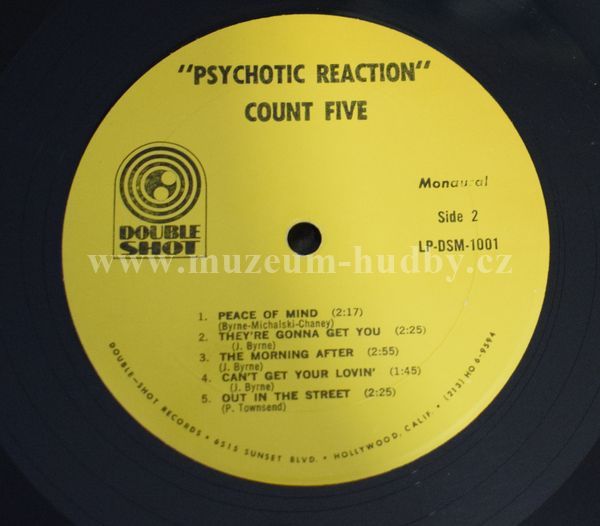 "PSYCHOTIC REACTION"
COUNT FIVE
DOUBLE
SHOT
Monaural
Side 2
LP-DSM-1001
www.muzeum-hudby.cz
1. PEACE OF MIND (2:17)
(Byrne-Michalski-Chaney)
2. THEY'RE GONNA GET YOU (2:25)
(J. Byrne)
3. THE MORNING AFTER (2:55)
(J. Byrne)
4. CAN'T GET YOUR LOVIN' (1:45)
(J. Byrne)
5. OUT IN THE STREET (2:25)
(P. Townsend)
DOUBLE-SHOT RECORDS • 6515 SUNSET BLVD. • HOLLYWOOD, CALIF. • (213) HO 6-9594